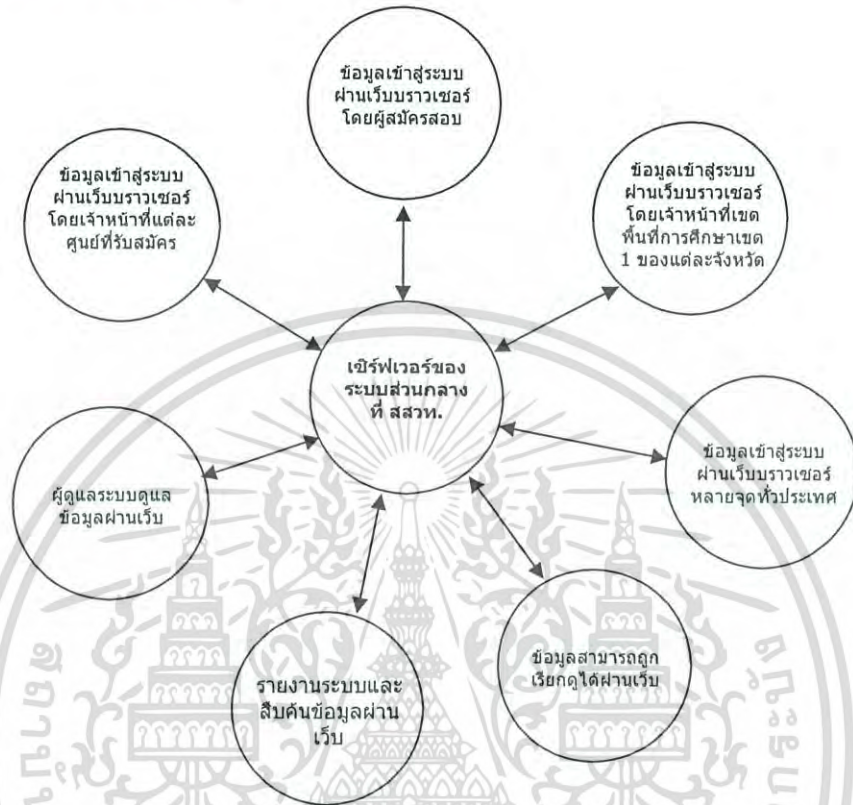 ข้อมูลเข้าสู่ระบบ
ผ่านเว็บบราวเซอร์
โดยผู้สมัครสอบ
ข้อมูลเข้าสู่ระบบ
ผ่านเว็บบราวเซอร์
โดยเจ้าหน้าที่แต่ละ
ศูนย์ที่รับสมัคร
ข้อมูลเข้าสู่ระบบ
ผ่านเว็บบราวเซอร์
โดยเจ้าหน้าที่เขต
พื้นที่การศึกษาเขต
1 ของแต่ละจังหวัด
เซิร์ฟเวอร์ของ
ระบบส่วนกลาง
ที่ สสวท.
ผู้ดูแลระบบดูแล
ข้อมูลผ่านเว็บ
ข้อมูลเข้าสู่ระบบ
ผ่านเว็บบราวเซอร์
หลายจุดทั่วประเทศ
รายงานระบบและ
สืบค้นข้อมูลผ่าน
เว็บ
ข้อมูลสามารถถูก
เรียกดูได้ผ่านเว็บ